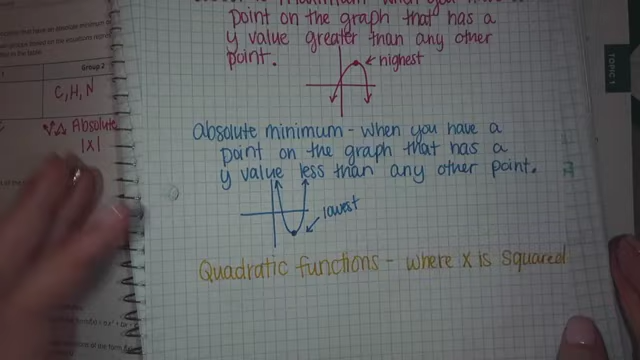 point on the graph that has a
y value greater than any other
point.
highest
Absolute minimum - when you have a
point on the graph that has a
y value less than any other point.
lowest
Quadratic functions - where x is squared
Group 2
C, H, N
Absolute
|x|
TOPIC 1